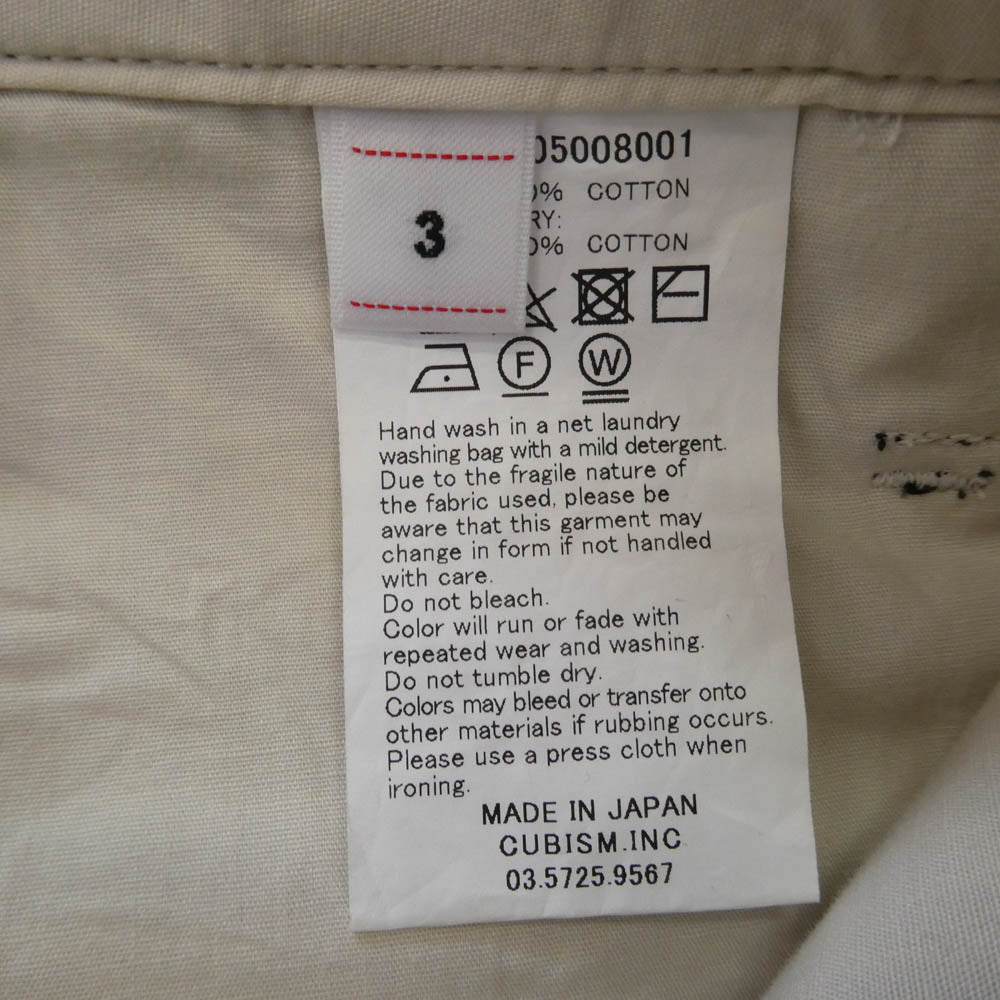 3
05008001
0% COTTON
RY:
0% COTTON
F
W
Hand wash in a net laundry
washing bag with a mild detergent.
Due to the fragile nature of
the fabric used, please be
aware that this garment may
change in form if not handled
with care.
Do not bleach.
Color will run or fade with
repeated wear and washing.
Do not tumble dry.
Colors may bleed or transfer onto
other materials if rubbing occurs.
Please use a press cloth when
ironing.
MADE IN JAPAN
CUBISM.INC
03.5725.9567